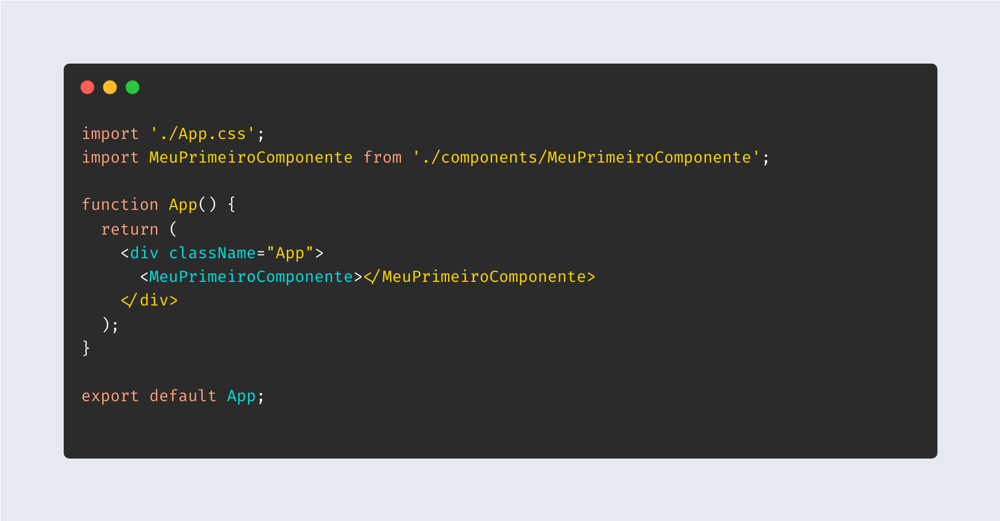 import './App.css';
import MeuPrimeiroComponente from './components/MeuPrimeiroComponente';
function App() {
  return (
    <div className="App">
      <MeuPrimeiroComponente></MeuPrimeiroComponente>
    </div>
  );
}
export default App;